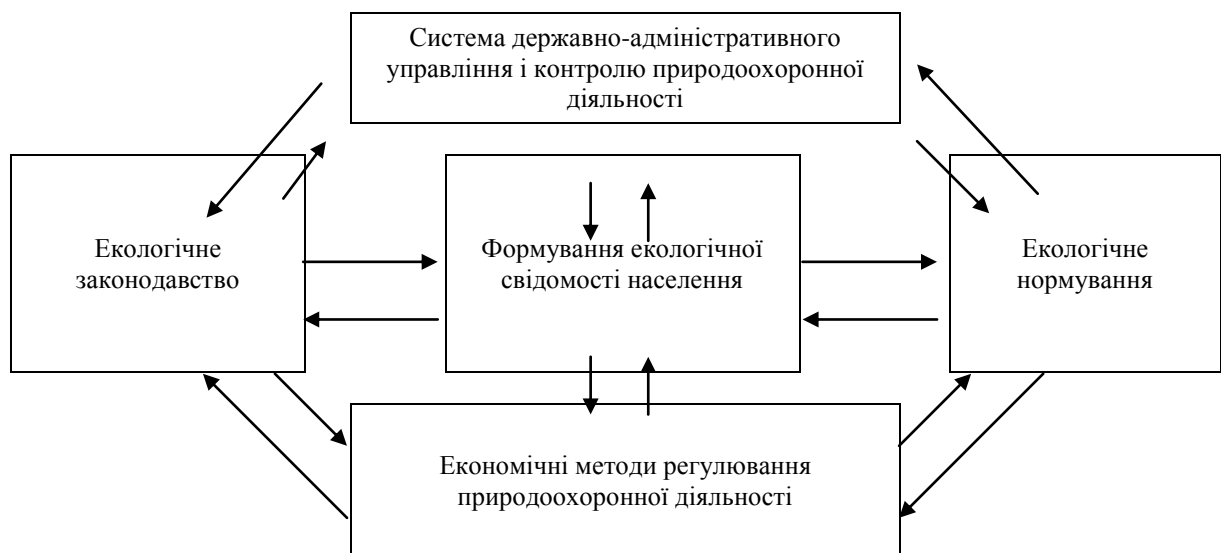 Система державно-адміністративного
управління і контролю природоохоронної
діяльності
Екологічне
законодавство
Формування екологічної
свідомості населення
Екологічне
нормування
Економічні методи регулювання
природоохоронної діяльності